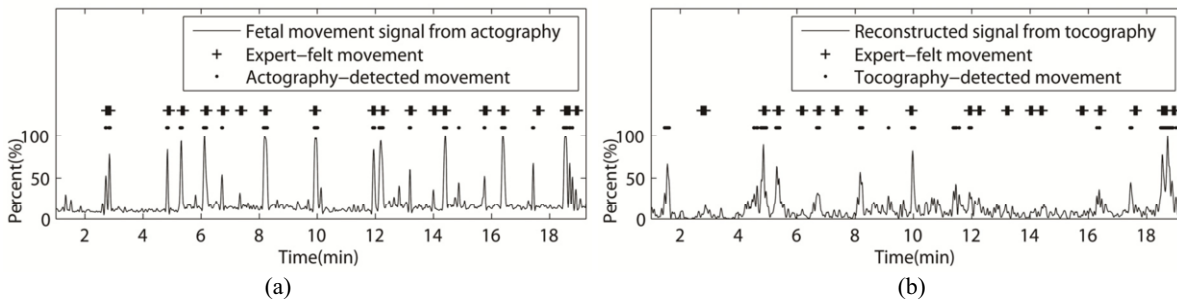 Fetal movement signal from actography
Expert-felt movement
Actography-detected movement
100
50
0
Percent(%)
2 4 6 8 10 12 14 16 18
Time(min)
(a)
Reconstructed signal from tocography
Expert-felt movement
Tocography-detected movement
100
50
0
Percent(%)
2 4 6 8 10 12 14 16 18
Time(min)
(b)